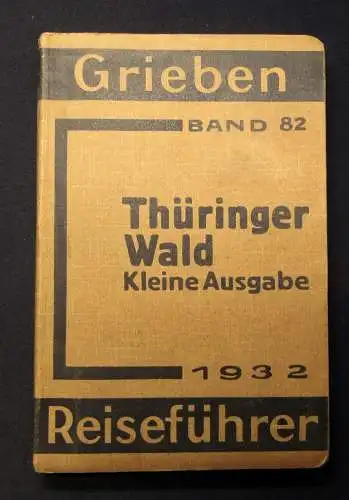 Grieben
BAND 82
Thüringer
Wald
Kleine Ausgabe
1932
Reiseführer